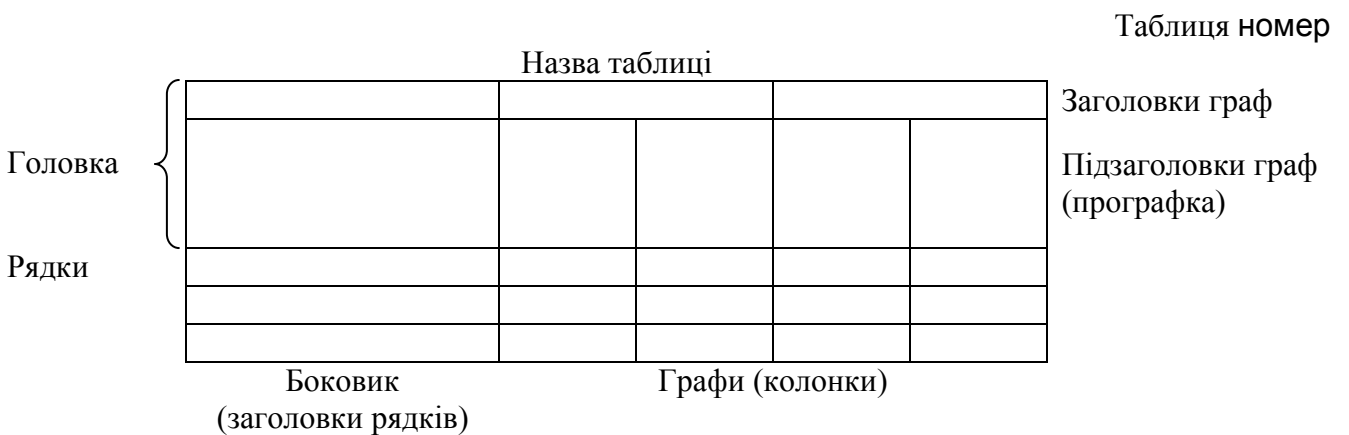 Таблиця номер
Назва таблиці
Заголовки граф
Головка
Підзаголовки граф
(прографка)
Рядки
Боковик
(заголовки рядків)
Графи (колонки)